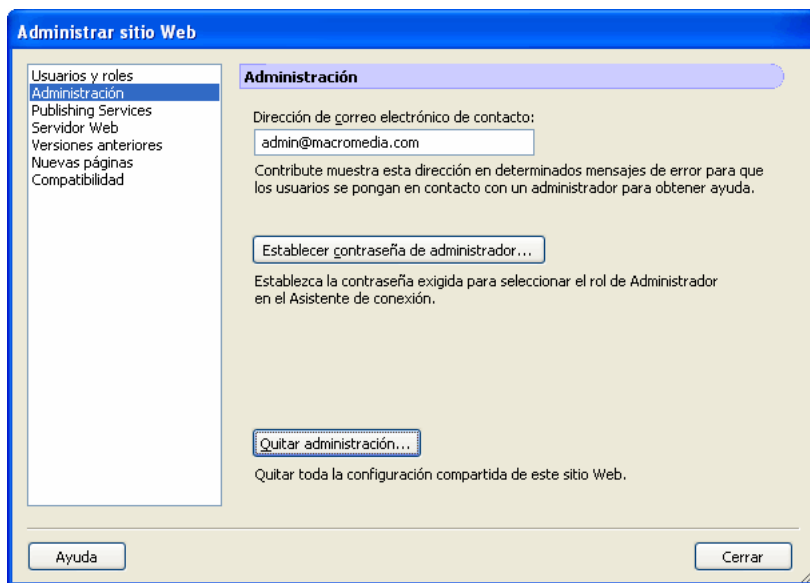 Administrar sitio Web
Usuarios y roles
Administración
Publishing Services
Servidor Web
Versiones anteriores
Nuevas páginas
Compatibilidad
Administración
Dirección de correo electrónico de contacto:
admin@macromedia.com
Contribute muestra esta dirección en determinados mensajes de error para que
los usuarios se pongan en contacto con un administrador para obtener ayuda.
Establecer contraseña de administrador...
Establezca la contraseña exigida para seleccionar el rol de Administrador
en el Asistente de conexión.
Quitar administración...
Quitar toda la configuración compartida de este sitio Web.
Ayuda
Cerrar